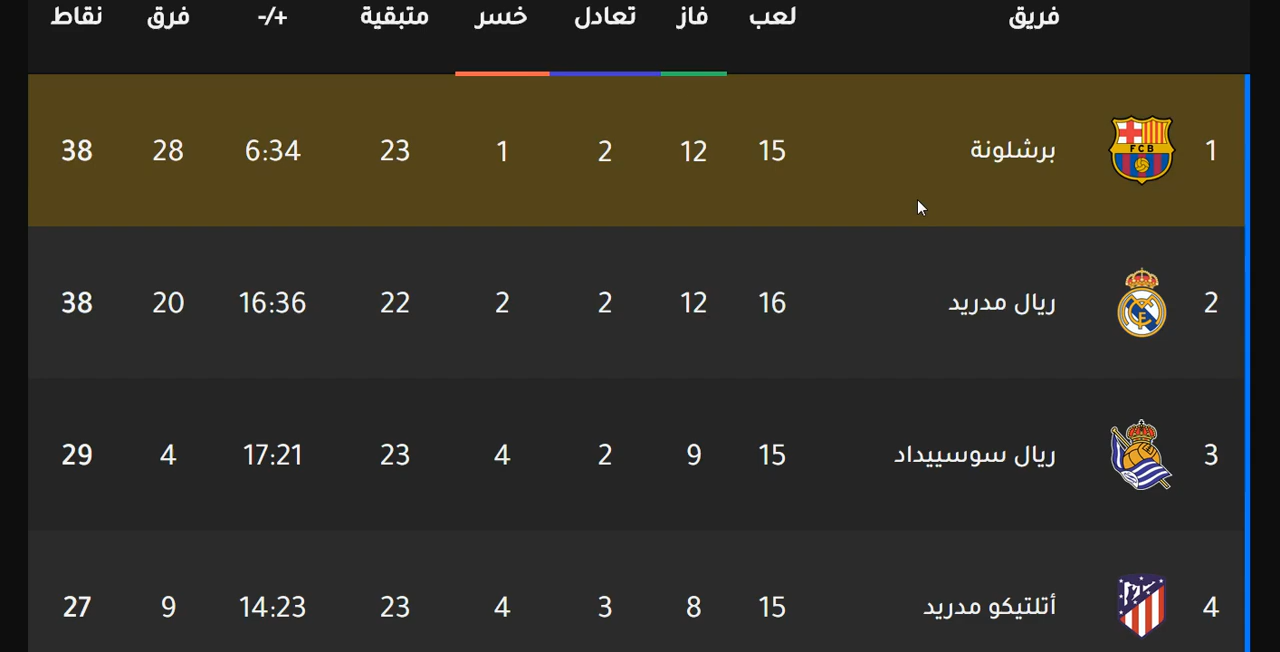 فريق لعب فاز تعادل خسر متبقية +/- فرق نقاط
1 FCB برشلونة 15 12 2 1 23 6:34 28 38
2 ريال مدريد 16 12 2 2 22 16:36 20 38
3 ريال سوسييداد 15 9 2 4 23 17:21 4 29
4 أتلتيكو مدريد 15 8 3 4 23 14:23 9 27